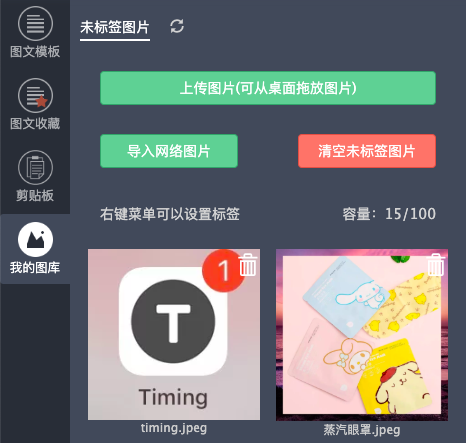 图文模板
图文收藏
剪贴板
我的图库
未标签图片
上传图片(可从桌面拖放图片)
导入网络图片
清空未标签图片
右键菜单可以设置标签
容量：15/100
1
T
Timing
timing.jpeg
蒸汽眼罩.jpeg